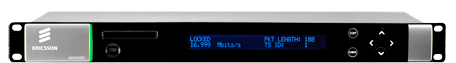 ERICSSON
LOCKED PKT LENGTH: 188
16.999 Mbits/s TS ID: 1